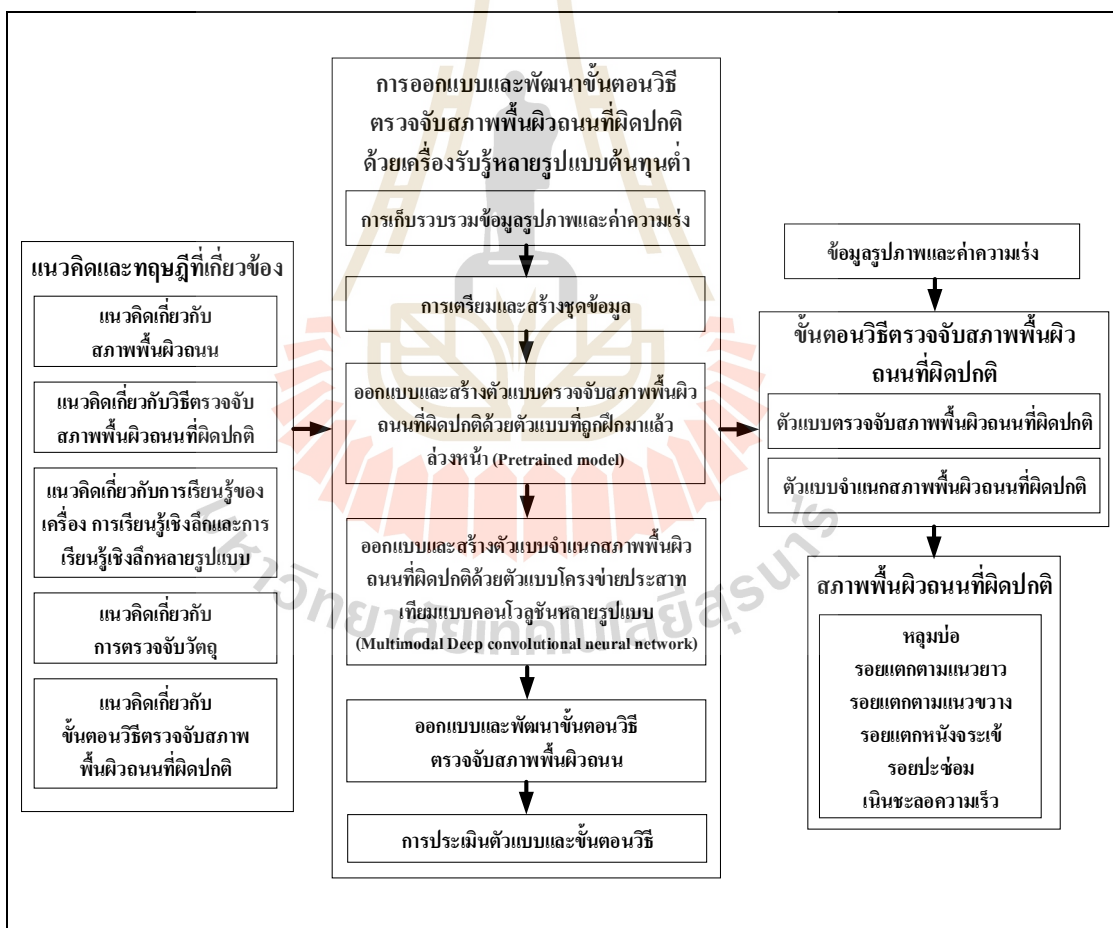 แนวคิดและทฤษฎีที่เกี่ยวข้อง
แนวคิดเกี่ยวกับ
สภาพพื้นผิวถนน
แนวคิดเกี่ยวกับวิธีตรวจจับ
สภาพพื้นผิวถนนที่ผิดปกติ
แนวคิดเกี่ยวกับการเรียนรู้ของ
เครื่อง การเรียนรู้เชิงลึกและการ
เรียนรู้เชิงลึกหลายรูปแบบ
แนวคิดเกี่ยวกับ
การตรวจจับวัตถุ
แนวคิดเกี่ยวกับ
ขั้นตอนวิธีตรวจจับสภาพ
พื้นผิวถนนที่ผิดปกติ
การออกแบบและพัฒนาขั้นตอนวิธี
ตรวจจับสภาพพื้นผิวถนนที่ผิดปกติ
ด้วยเครื่องรับรู้หลายรูปแบบต้นทุนต่ำ
การเก็บรวบรวมข้อมูลรูปภาพและค่าความเร่ง
การเตรียมและสร้างชุดข้อมูล
ออกแบบและสร้างตัวแบบตรวจจับสภาพพื้นผิว
ถนนที่ผิดปกติด้วยตัวแบบที่ถูกฝึกมาแล้ว
ล่วงหน้า (Pretrained model)
ออกแบบและสร้างตัวแบบจำแนกสภาพพื้นผิว
ถนนที่ผิดปกติด้วยตัวแบบโครงข่ายประสาท
เทียมแบบคอนโวลูชันหลายรูปแบบ
(Multimodal Deep convolutional neural network)
ออกแบบและพัฒนาขั้นตอนวิธี
ตรวจจับสภาพพื้นผิวถนน
การประเมินตัวแบบและขั้นตอนวิธี
ข้อมูลรูปภาพและค่าความเร่ง
ขั้นตอนวิธีตรวจจับสภาพพื้นผิว
ถนนที่ผิดปกติ
ตัวแบบตรวจจับสภาพพื้นผิวถนนที่ผิดปกติ
ตัวแบบจำแนกสภาพพื้นผิวถนนที่ผิดปกติ
สภาพพื้นผิวถนนที่ผิดปกติ
หลุมบ่อ
รอยแตกตามแนวยาว
รอยแตกตามแนวขวาง
รอยแตกหนังจระเข้
รอยปะซ่อม
เนินชะลอความเร็ว
มหาวิทยาลัยเทคโนโลยีสุรนารี